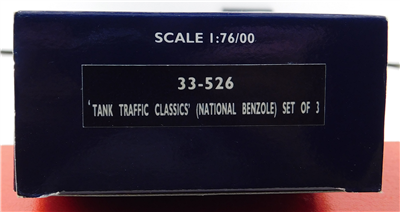 SCALE 1:76/00
33-526
'TANK TRAFFIC CLASSICS' (NATIONAL BENZOLE) SET OF 3